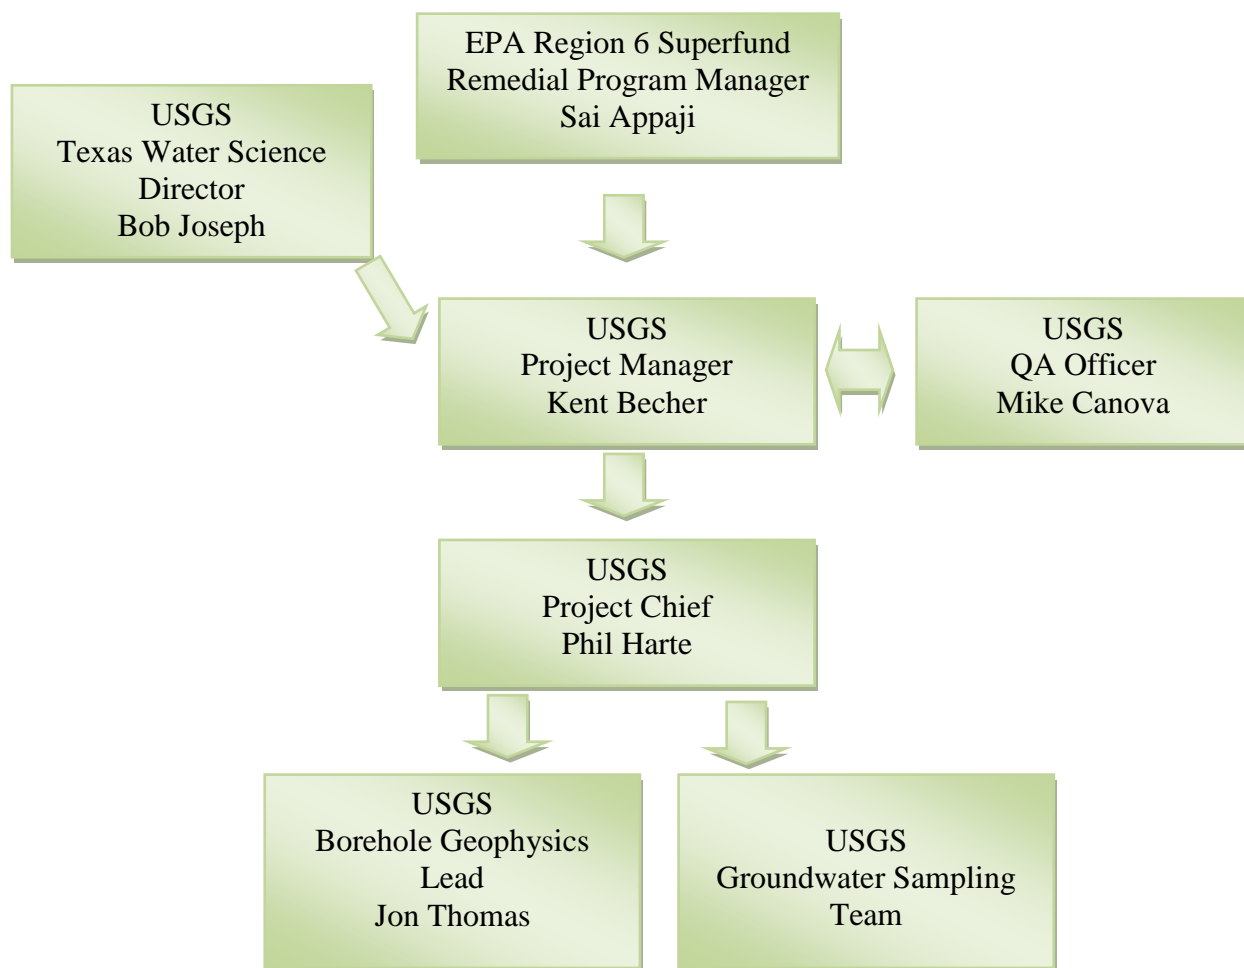 EPA Region 6 Superfund
Remedial Program Manager
Sai Appaji
USGS
Texas Water Science
Director
Bob Joseph
USGS
Project Manager
Kent Becher
USGS
QA Officer
Mike Canova
USGS
Project Chief
Phil Harte
USGS
Borehole Geophysics
Lead
Jon Thomas
USGS
Groundwater Sampling
Team